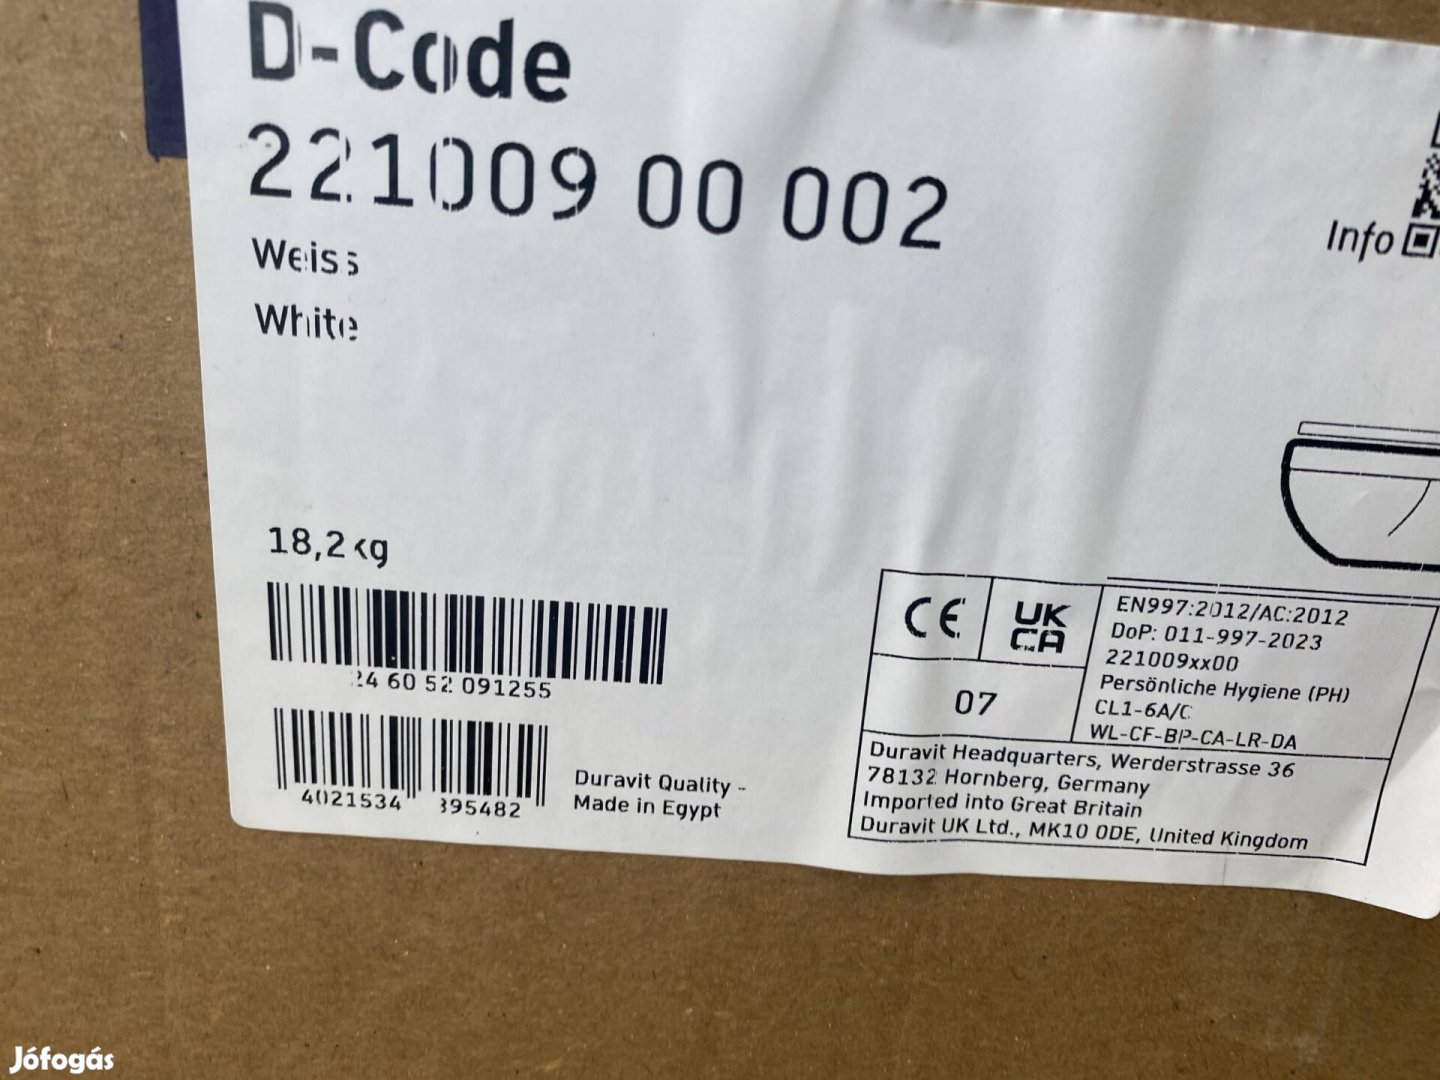 D-Code
221009 00 002
Weiss
White
Info
18,2 kg
24 60 52 091255
4021534 395482
Duravit Quality -
Made in Egypt
CE
UK
CA
07
EN997:2012/AC:2012
DoP: 011-997-2023
221009xx00
Persönliche Hygiene (PH)
CL1-6A/C
WL-CF-BP-CA-LR-DA
Duravit Headquarters, Werderstrasse 36
78132 Hornberg, Germany
Imported into Great Britain
Duravit UK Ltd., MK10 0DE, United Kingdom
Jófogás